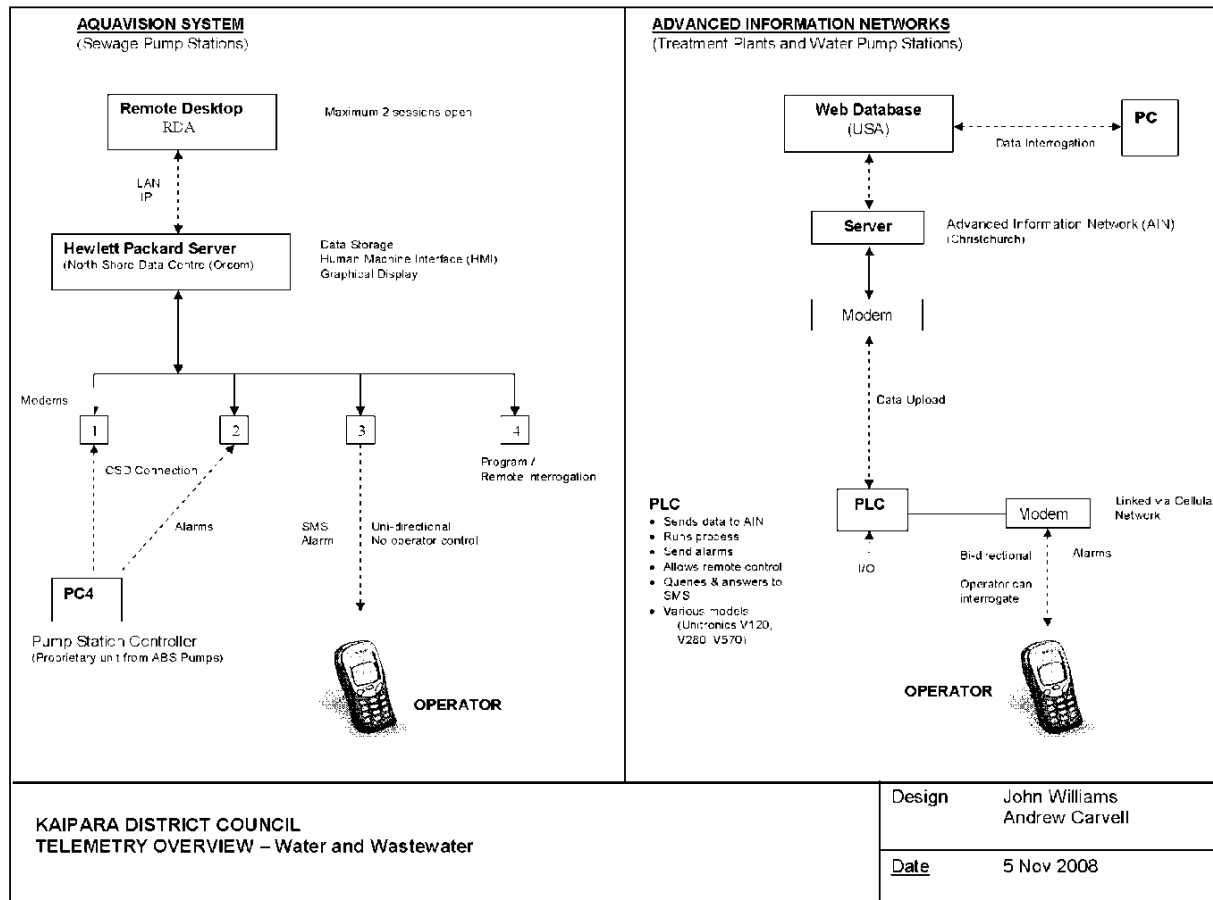 AQUAVISION SYSTEM
(Sewage Pump Stations)
Remote Desktop
RDA
Maximum 2 sessions open
LAN
IP
Hewlett Packard Server
(North Shore Data Centre (Orcom)
Data Storage
Human Machine Interface (HMI)
Graphical Display
Modems
1
2
3
4
CSD Connection
Program /
Remote interrogation
Alarms
SMS
Alarm
Uni-directional
No operator control
PC4
Pump Station Controller
(Proprietary unit from ABS Pumps)
OPERATOR
ADVANCED INFORMATION NETWORKS
(Treatment Plants and Water Pump Stations)
Web Database
(USA)
PC
Data Interrogation
Server
Advanced Information Network (AIN)
(Christchurch)
Modem
Data Upload
PLC
• Sends data to AIN
• Runs process
• Send alarms
• Allows remote control
• Queries & answers to
SMS
• Various models
(Unitronics V120,
V280, V570)
PLC
I/O
Modem
Linked via Cellular
Network
Bi-directional
Alarms
Operator can
interrogate
OPERATOR
KAIPARA DISTRICT COUNCIL
TELEMETRY OVERVIEW – Water and Wastewater
Design
John Williams
Andrew Carvell
Date
5 Nov 2008